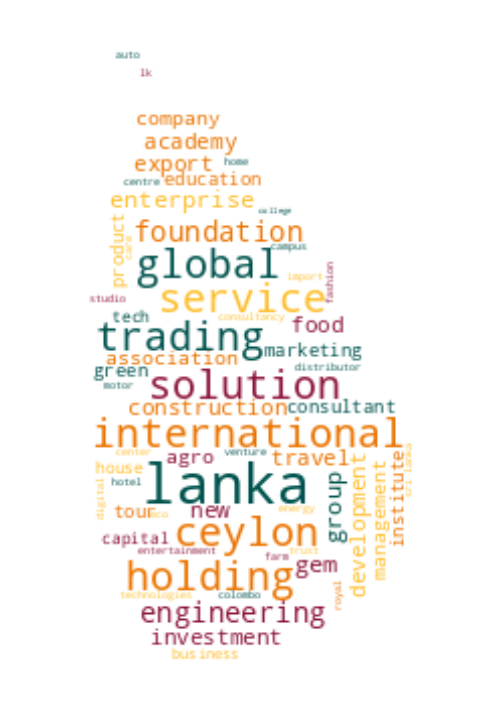 auto
lk
company
academy
export home
centre education
enterprise
college
product
care
foundation
campus
global
import
fashion
service
studio
tech consultancy food
trading
marketing
association
distributor
green
motor
solution
construction consultant
international
center venture
agro travel
house
lanka
hotel
digital
group
development
management
institute
sri lanka
tour eco new energy
ceylon
capital
entertainment trust
farm gem
holding
technologies colombo
royal
engineering
investment
business